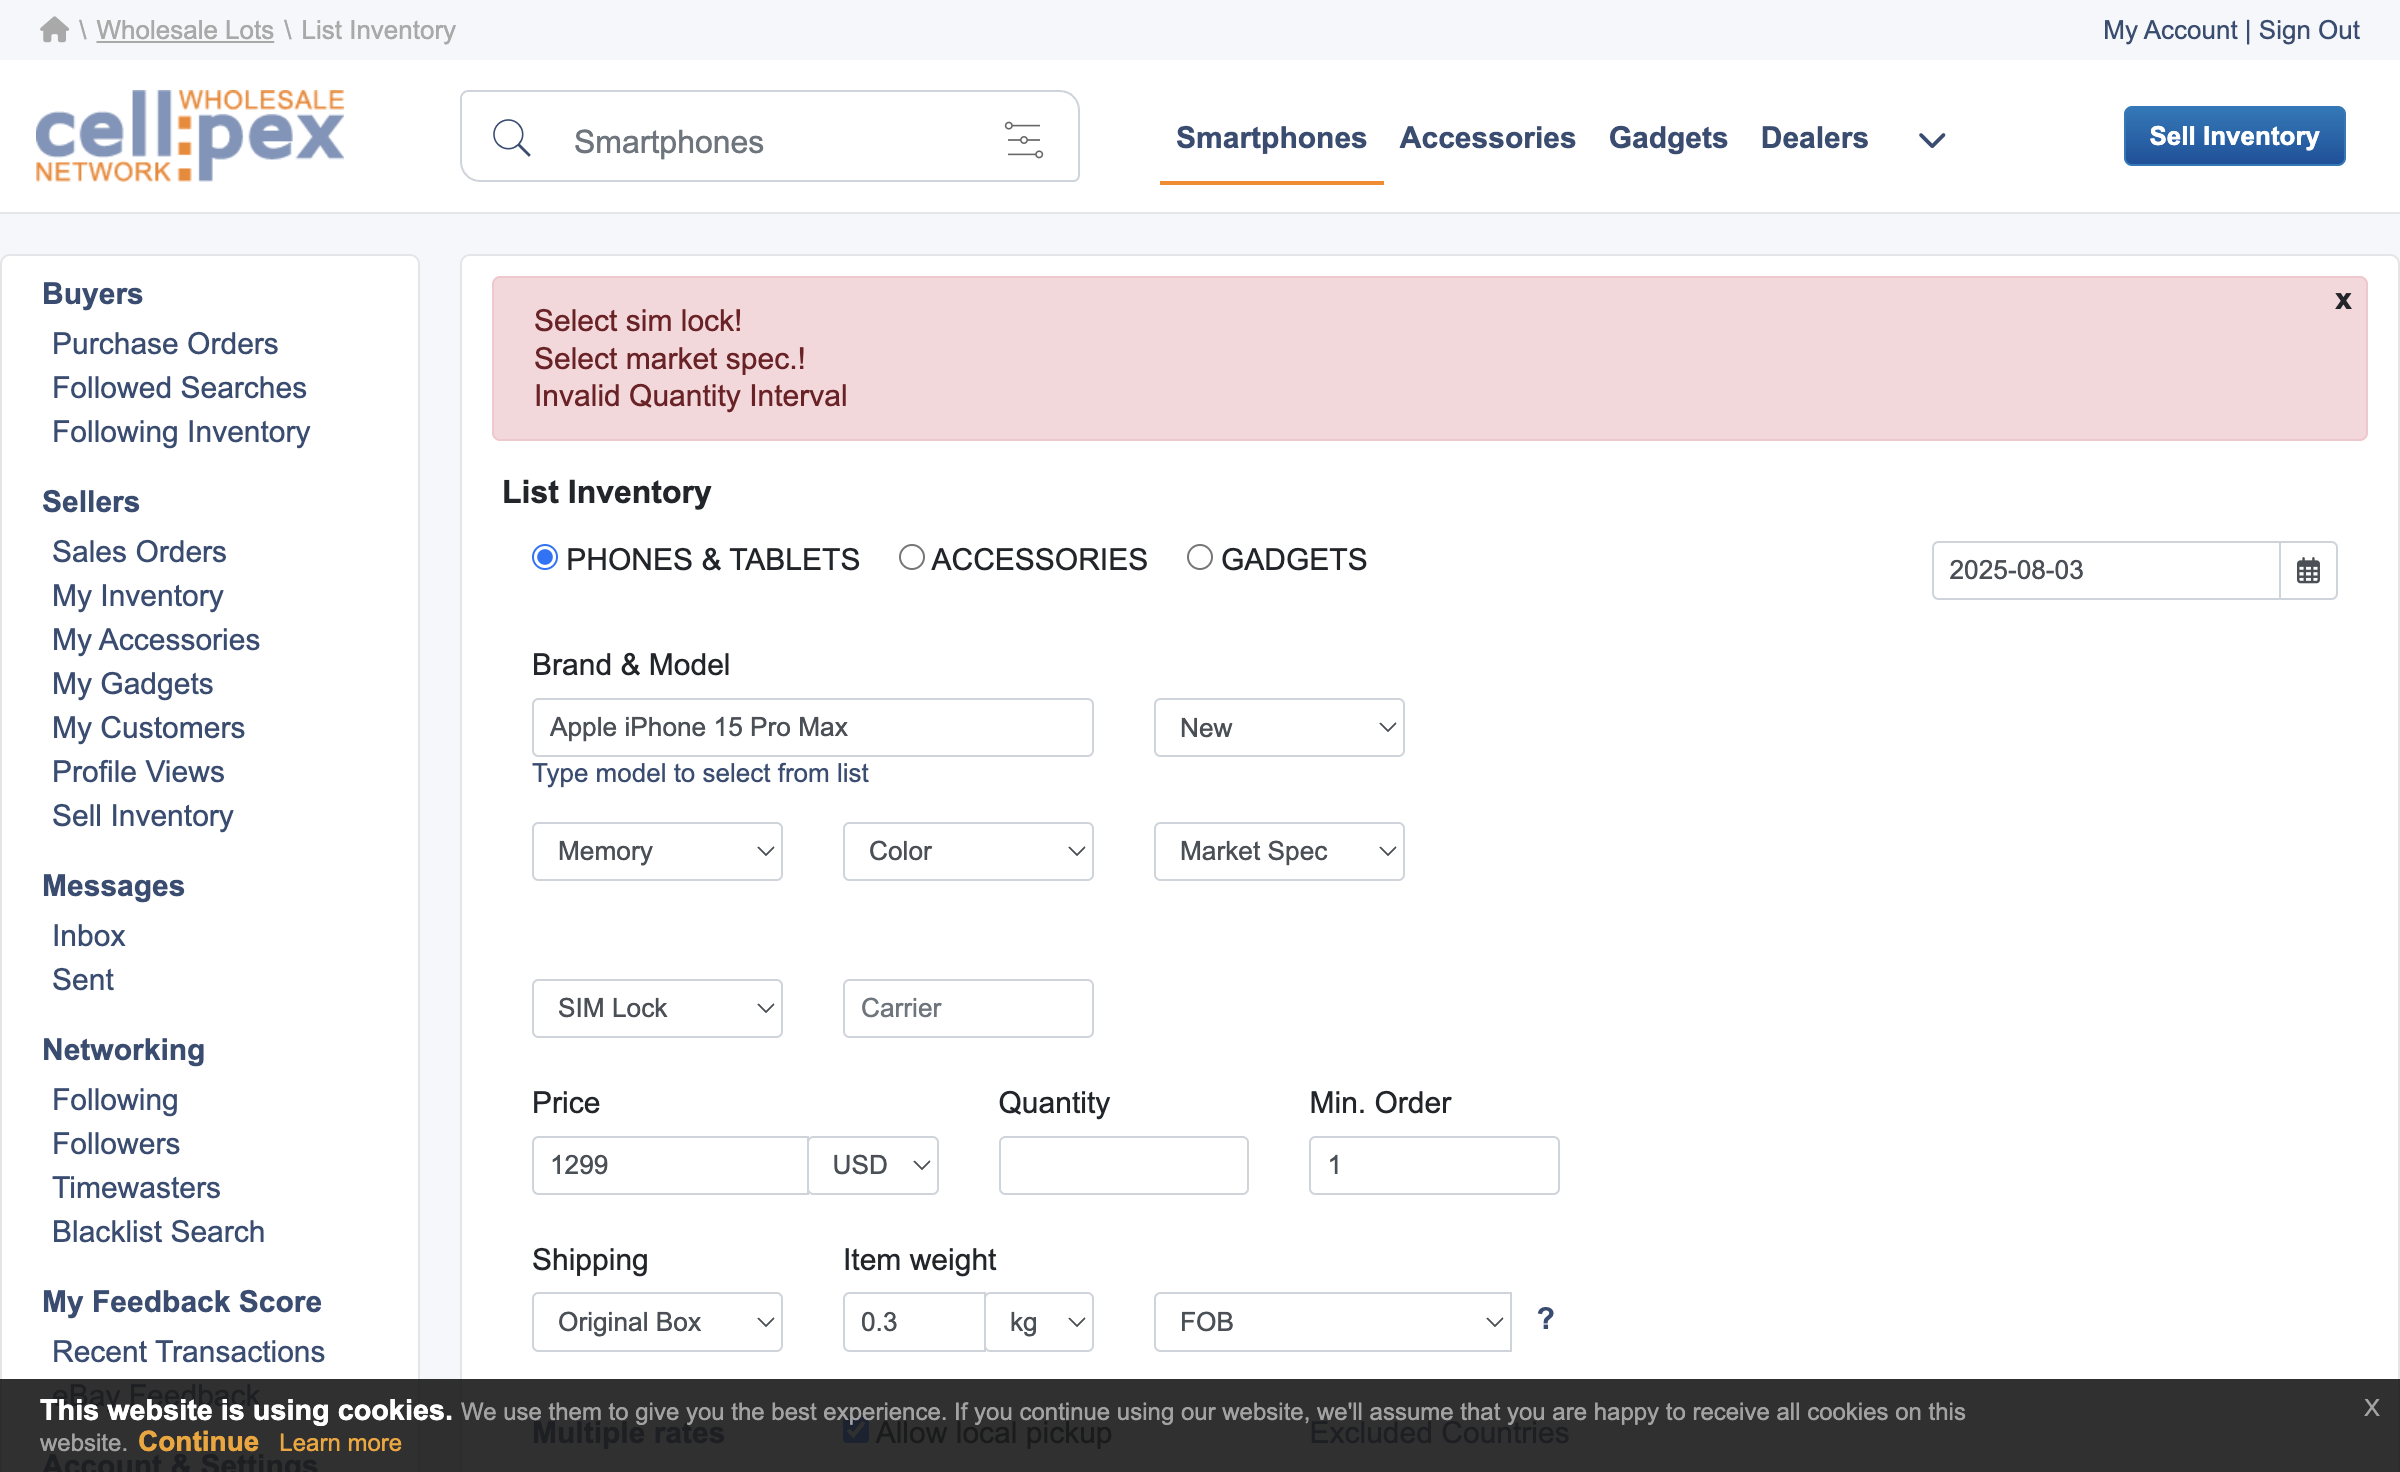 \ Wholesale Lots \ List Inventory
My Account | Sign Out
cell:pex WHOLESALE NETWORK
Smartphones
Smartphones Accessories Gadgets Dealers
Sell Inventory
Buyers
Purchase Orders
Followed Searches
Following Inventory
Sellers
Sales Orders
My Inventory
My Accessories
My Gadgets
My Customers
Profile Views
Sell Inventory
Messages
Inbox
Sent
Networking
Following
Followers
Timewasters
Blacklist Search
My Feedback Score
Recent Transactions
eBay Feedback
Account & Settings
Select sim lock!
Select market spec.!
Invalid Quantity Interval
x
List Inventory
PHONES & TABLETS ACCESSORIES GADGETS
2025-08-03
Brand & Model
Apple iPhone 15 Pro Max New
Type model to select from list
Memory Color Market Spec
SIM Lock Carrier
Price Quantity Min. Order
1299 USD 1
Shipping Item weight
Original Box 0.3 kg FOB ?
Multiple rates Allow local pickup Excluded Countries
This website is using cookies. We use them to give you the best experience. If you continue using our website, we'll assume that you are happy to receive all cookies on this
website. Continue Learn more
X